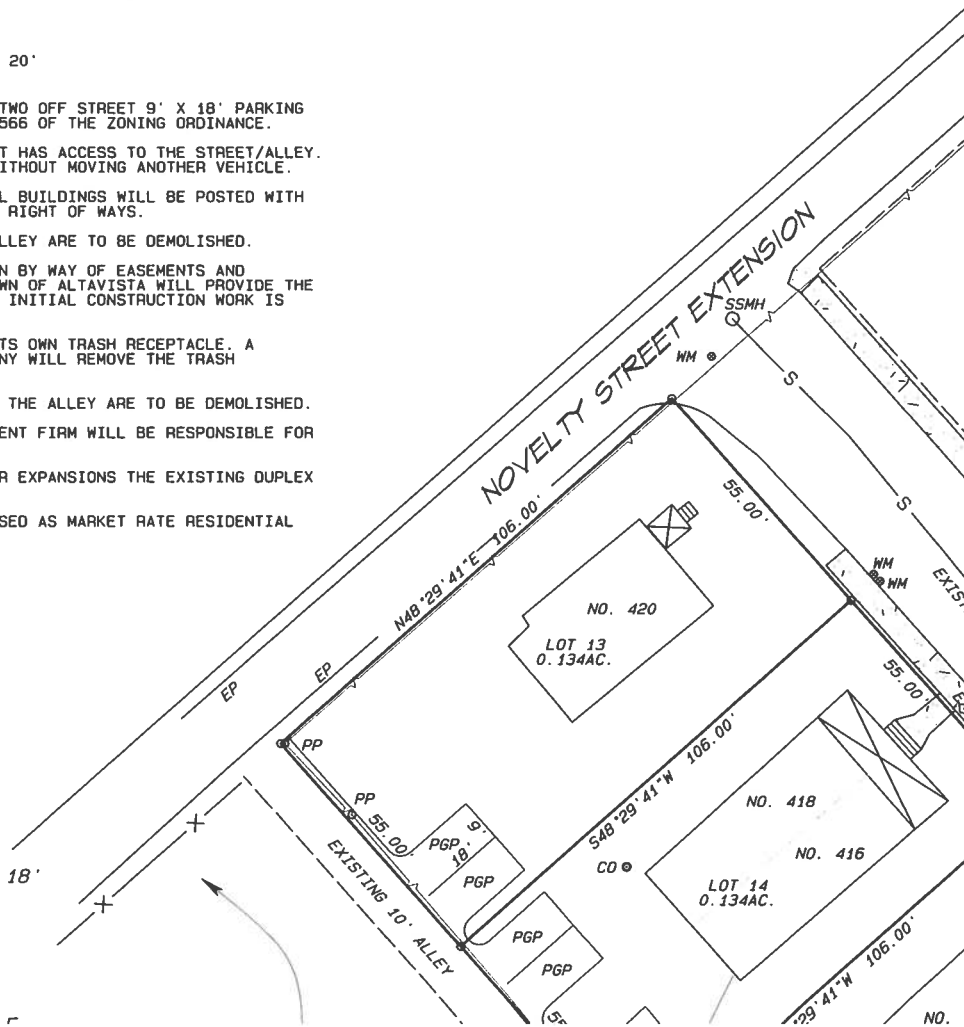 20'
TWO OFF STREET 9' X 18' PARKING
566 OF THE ZONING ORDINANCE.
T HAS ACCESS TO THE STREET/ALLEY.
ITHOUT MOVING ANOTHER VEHICLE.
L BUILDINGS WILL BE POSTED WITH
RIGHT OF WAYS.
LLEY ARE TO BE DEMOLISHED.
N BY WAY OF EASEMENTS AND
WN OF ALTAVISTA WILL PROVIDE THE
INITIAL CONSTRUCTION WORK IS
TS OWN TRASH RECEPTACLE. A
NY WILL REMOVE THE TRASH
THE ALLEY ARE TO BE DEMOLISHED.
ENT FIRM WILL BE RESPONSIBLE FOR
R EXPANSIONS THE EXISTING DUPLEX
SED AS MARKET RATE RESIDENTIAL
NOVELTY STREET EXTENSION
SSMH
WM
S
S
55.00'
N48°29'41"E 106.00'
WM
WM
EXIST
NO. 420
LOT 13
0.134AC.
EP
EP
55.00'
E
PP
PP
55.00'
S48°29'41"W 106.00'
NO. 418
NO. 416
LOT 14
0.134AC.
CO
9'
18'
PGP
PGP
EXISTING 10' ALLEY
PGP
PGP
18'
29'41"W 106.00'
55
NO.